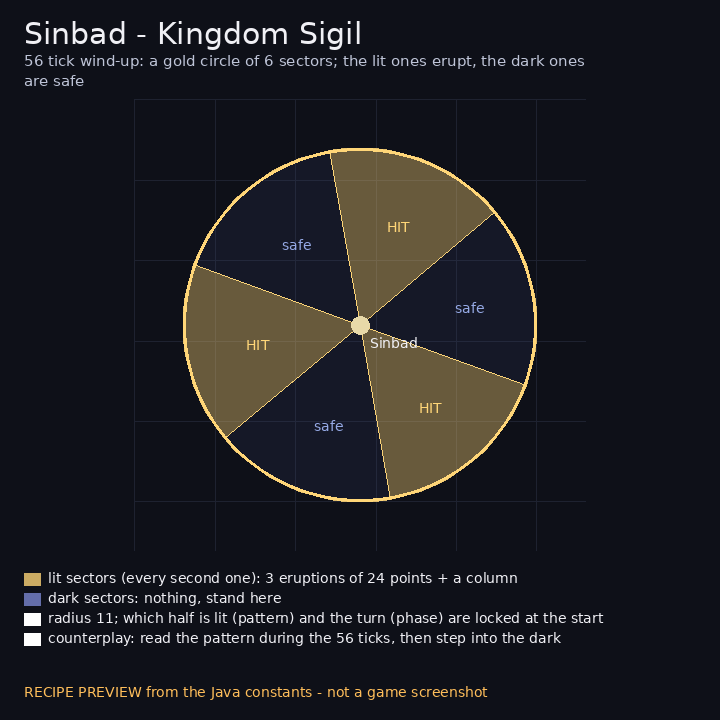 Sinbad - Kingdom Sigil
56 tick wind-up: a gold circle of 6 sectors; the lit ones erupt, the dark ones
are safe
HIT
safe
safe
HIT
Sinbad
HIT
safe
lit sectors (every second one): 3 eruptions of 24 points + a column
dark sectors: nothing, stand here
radius 11; which half is lit (pattern) and the turn (phase) are locked at the start
counterplay: read the pattern during the 56 ticks, then step into the dark
RECIPE PREVIEW from the Java constants - not a game screenshot